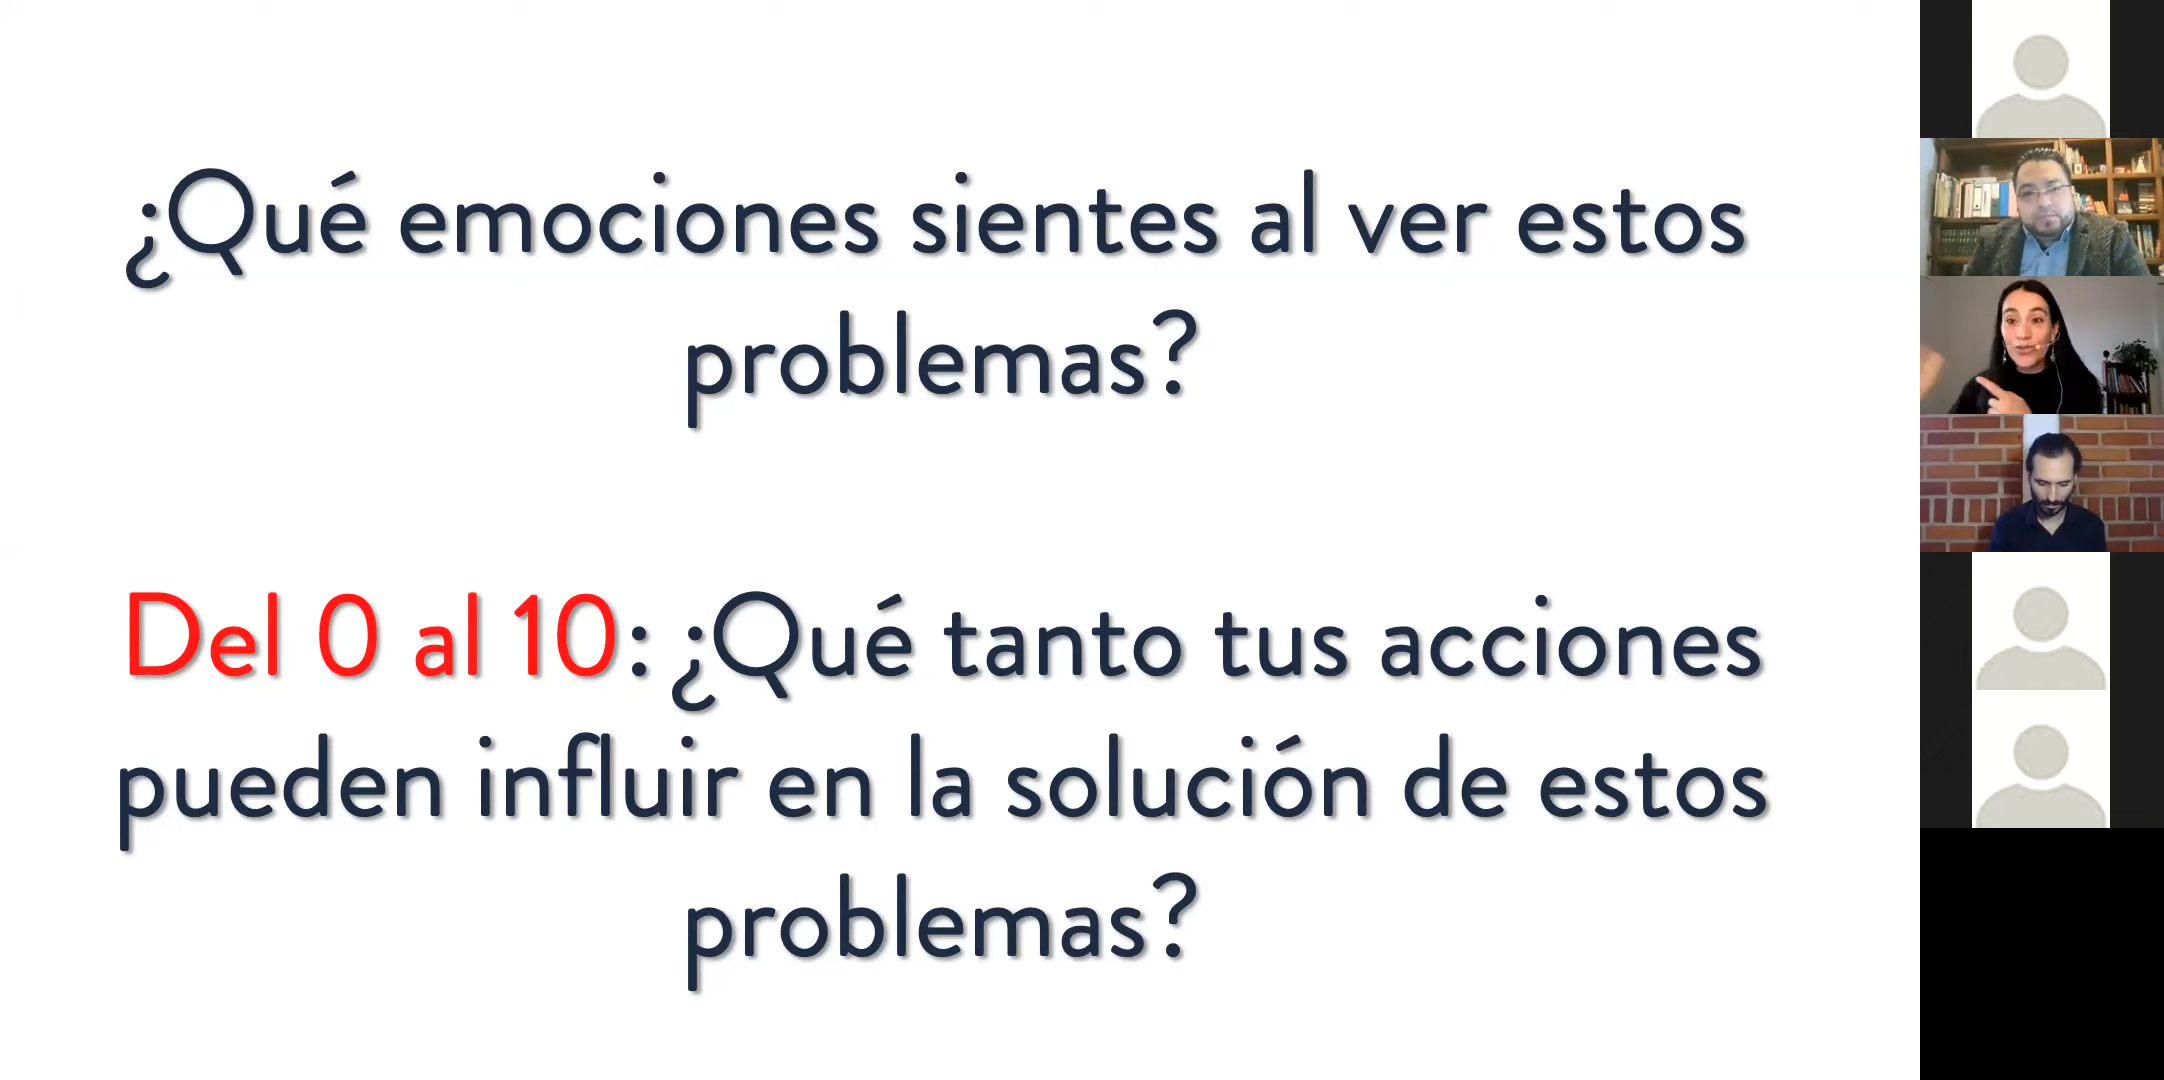 ¿Qué emociones sientes al ver estos
problemas?
Del 0 al 10: ¿Qué tanto tus acciones
pueden influir en la solución de estos
problemas?